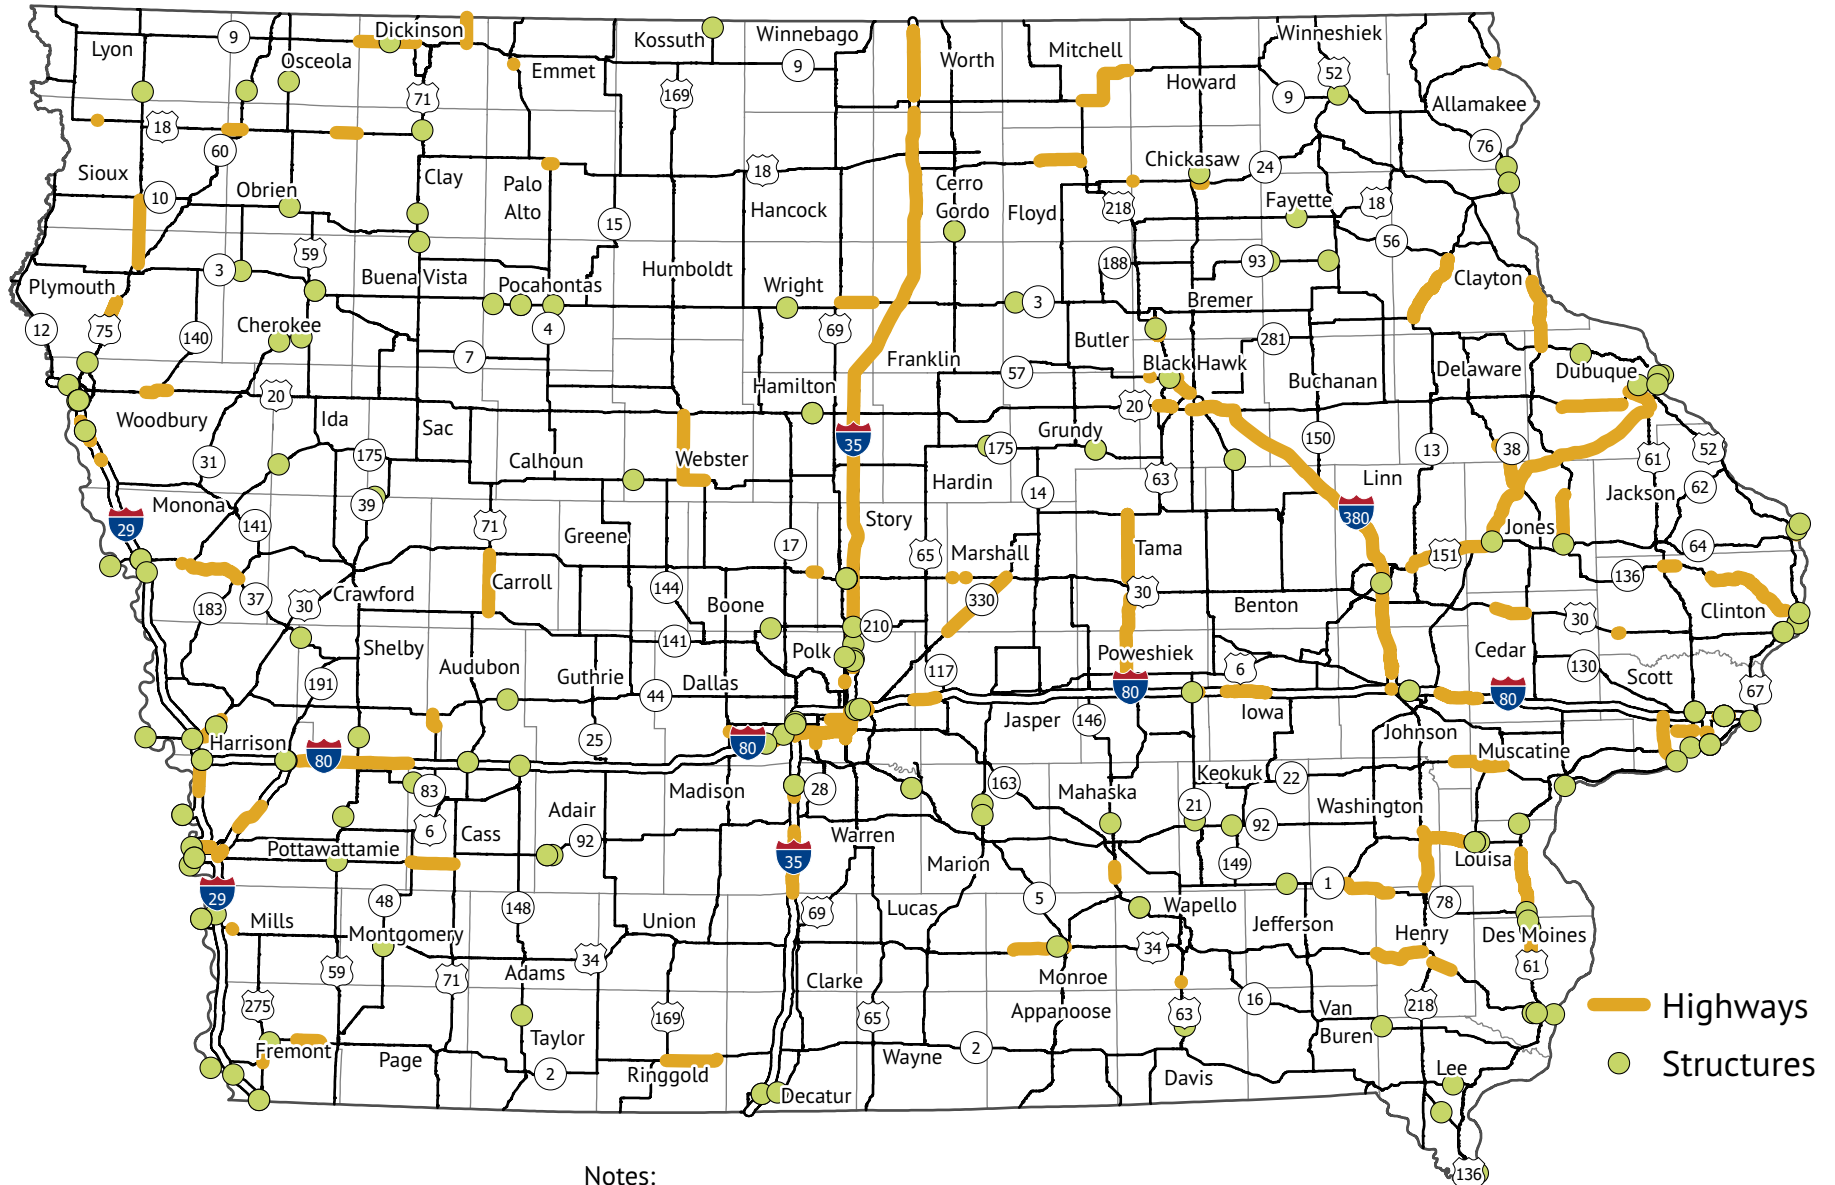 Dickinson
Kossuth
Winnebago
Winneshiek
Lyon
9
Osceola
Emmet
9
Worth
Mitchell
Howard
52
71
169
9
Allamakee
18
60
76
Sioux
10
Obrien
Clay
Palo
Alto
18
Hancock
Cerro
Gordo
Floyd
Chickasaw
24
218
Fayette
18
15
56
59
3
Buena Vista
Humboldt
188
93
Clayton
Plymouth
Pocahontas
Wright
3
Bremer
12
75
140
Cherokee
4
69
Butler
281
7
Franklin
57
Black Hawk
Buchanan
Delaware
Dubuque
Hamilton
20
20
Woodbury
Ida
Sac
35
Grundy
150
13
38
61
52
31
175
Calhoun
Webster
175
63
Linn
Hardin
14
Jackson
62
Monona
39
141
29
71
Greene
Story
380
Jones
17
65
Marshall
Tama
151
64
136
Carroll
37
30
Crawford
183
144
Boone
330
30
Benton
30
Clinton
210
141
Shelby
Polk
Audubon
Guthrie
Dallas
117
Poweshiek
6
Cedar
130
Scott
191
44
80
80
67
Jasper
146
Iowa
Johnson
Harrison
80
25
80
Muscatine
83
Madison
28
163
Mahaska
Keokuk
22
21
Adair
Washington
6
Cass
92
92
Warren
Pottawattamie
35
Marion
149
Louisa
29
48
148
5
1
78
Mills
Union
69
Lucas
Wapello
Jefferson
Montgomery
Henry
Des Moines
59
71
Adams
34
34
61
Clarke
Monroe
275
169
65
Appanoose
63
16
Van
Buren
218
Highways
Fremont
Page
Taylor
2
Ringgold
Wayne
2
Davis
Lee
Structures
Decatur
136
Notes: